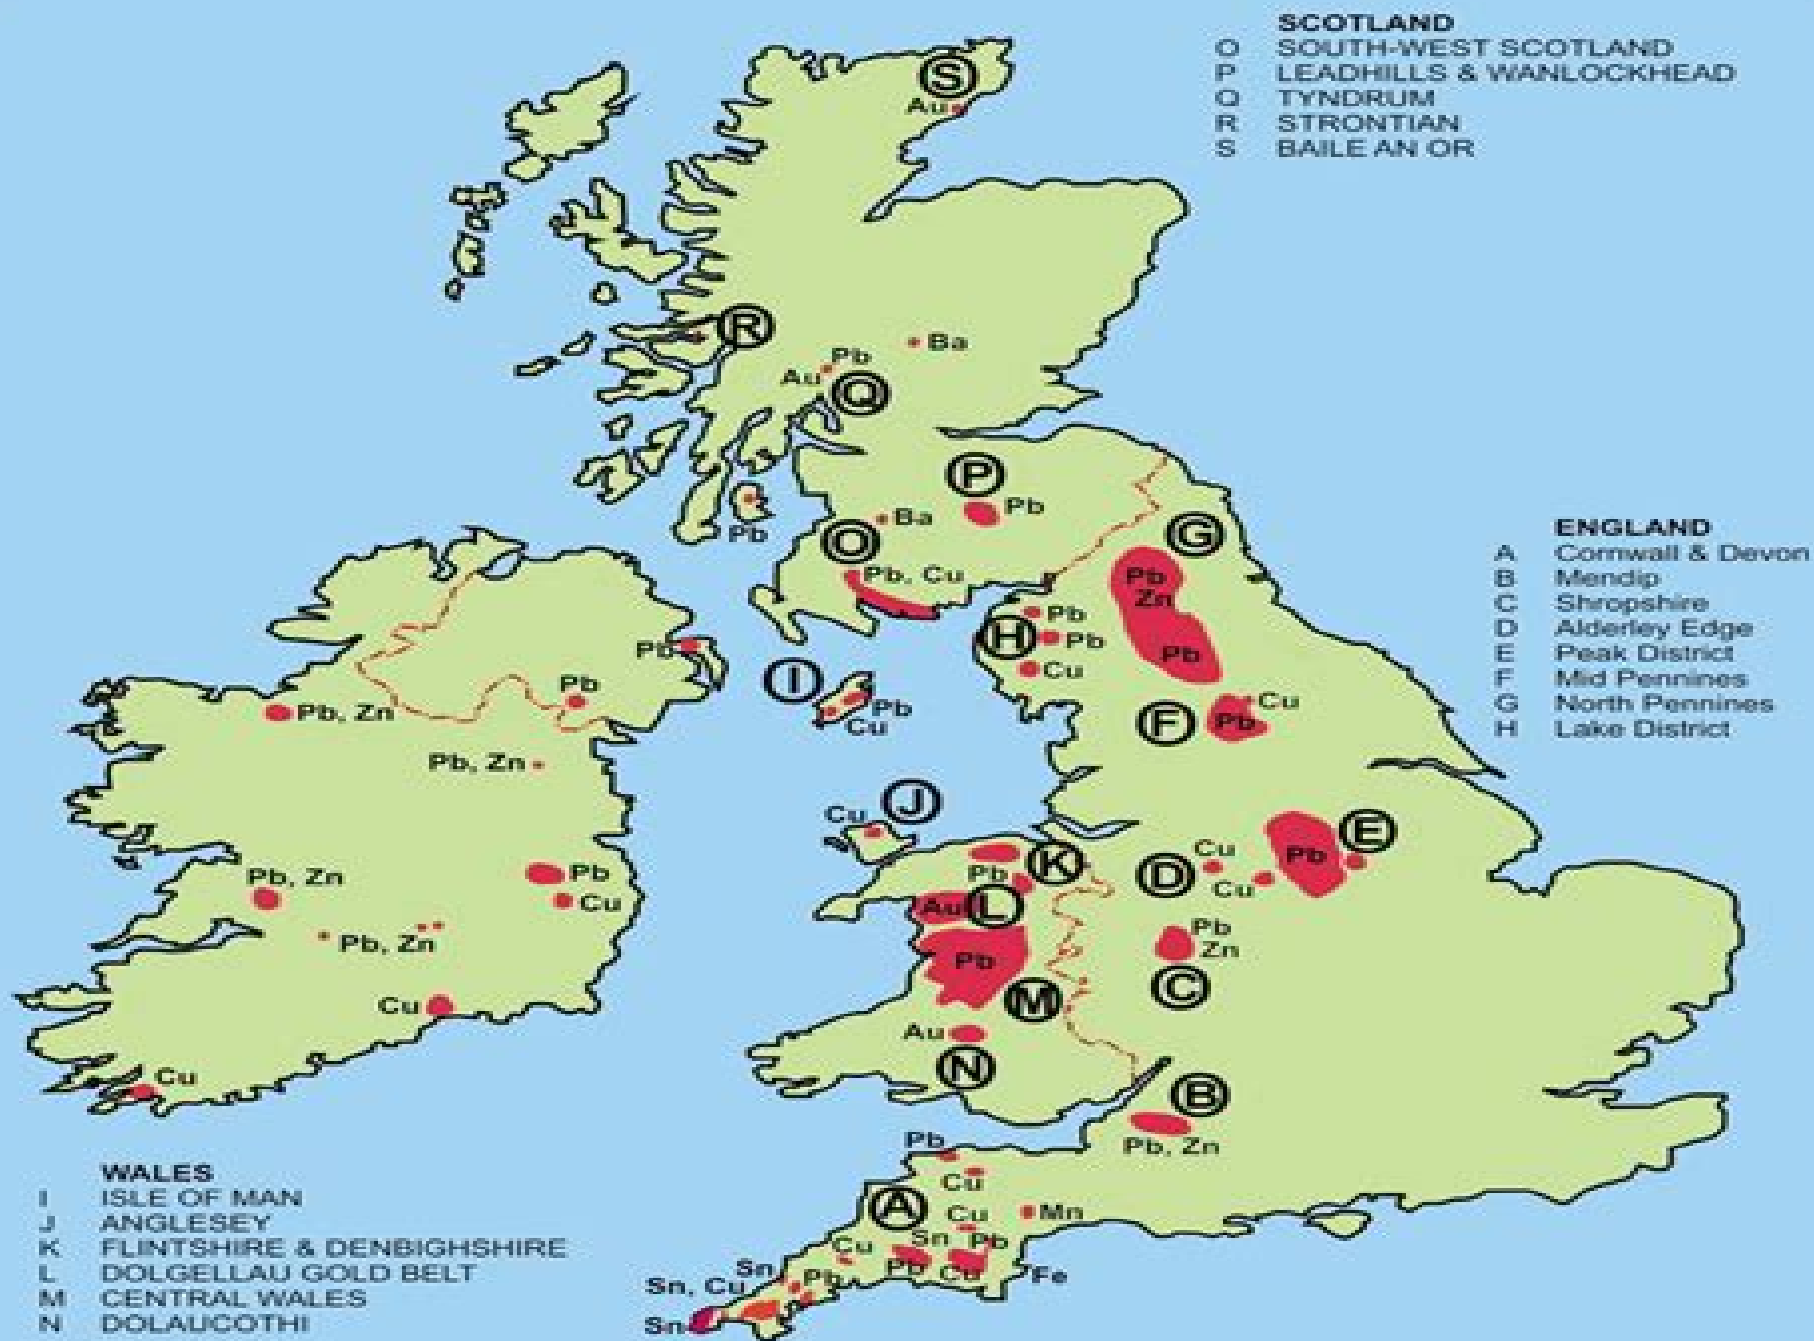 SCOTLAND
O SOUTH-WEST SCOTLAND
P LEADHILLS & WANLOCKHEAD
Q TYNDRUM
R STRONTIAN
S BAILE AN OR
S
Au
R
Ba
Pb
Au
Q
P
Pb
Ba
Pb
O
G
Pb, Cu
Pb
Zn
Pb
H
Pb
Cu
Pb
Pb
I
Pb
Cu
Pb
Pb, Zn
Pb, Zn
Cu
F
Pb
ENGLAND
A Cornwall & Devon
B Mendip
C Shropshire
D Alderley Edge
E Peak District
F Mid Pennines
G North Pennines
H Lake District
J
Cu
K
Pb
Cu
D
Cu
Pb
E
Pb, Zn
Pb
Cu
Au
L
Pb, Zn
Pb
Pb
Zn
C
M
Cu
Au
N
Cu
B
Pb, Zn
Pb
Cu
A
Cu
Mn
Sn
Pb
Cu
Pb
Cu
Fe
Sn
Pb
Sn, Cu
Sn
WALES
I ISLE OF MAN
J ANGLESEY
K FLINTSHIRE & DENBIGHSHIRE
L DOLGELLAU GOLD BELT
M CENTRAL WALES
N DOLAUCOTHI